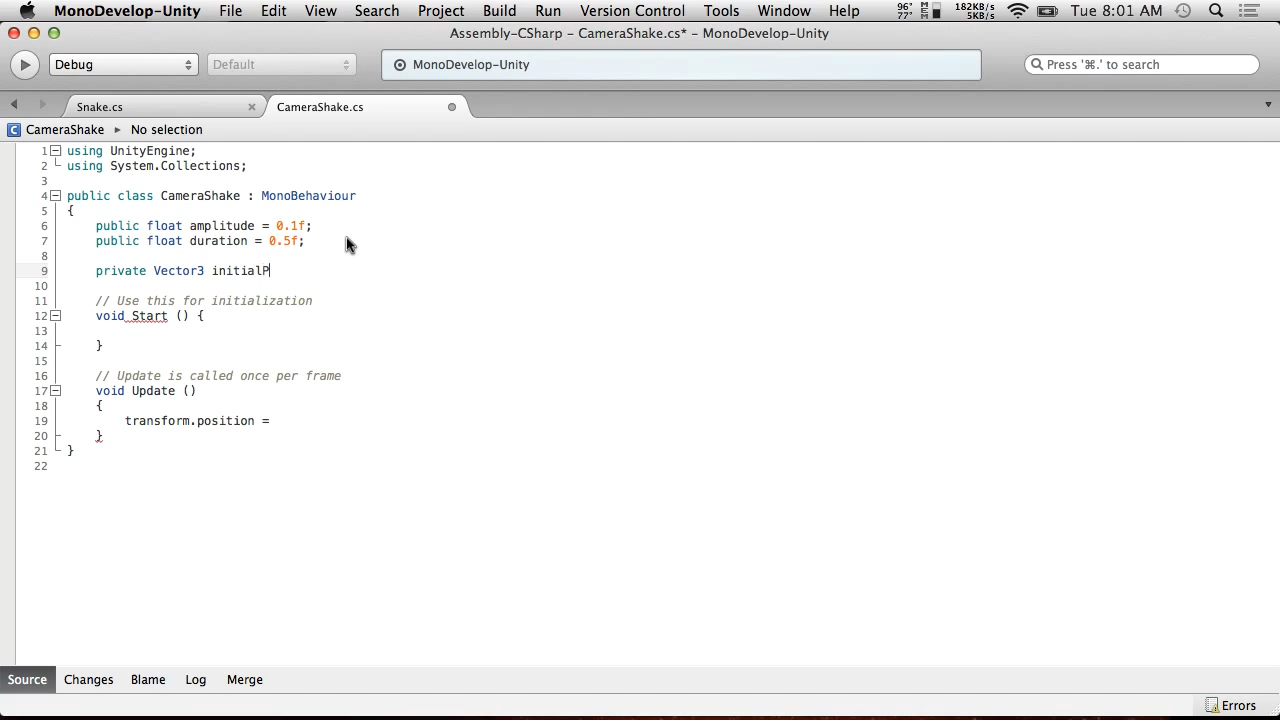 MonoDevelop-Unity File Edit View Search Project Build Run Version Control Tools Window Help 96° 77° MEM 182KB/s 5KB/s Tue 8:01 AM
Assembly-CSharp – CameraShake.cs* – MonoDevelop-Unity
Debug Default MonoDevelop-Unity Press '⌘.' to search
Snake.cs CameraShake.cs
C CameraShake ▸ No selection
1 using UnityEngine;
2 using System.Collections;
3
4 public class CameraShake : MonoBehaviour
5 {
6 public float amplitude = 0.1f;
7 public float duration = 0.5f;
8
9 private Vector3 initialP
10
11 // Use this for initialization
12 void Start () {
13
14 }
15
16 // Update is called once per frame
17 void Update ()
18 {
19 transform.position =
20 }
21 }
22
Source Changes Blame Log Merge
Errors